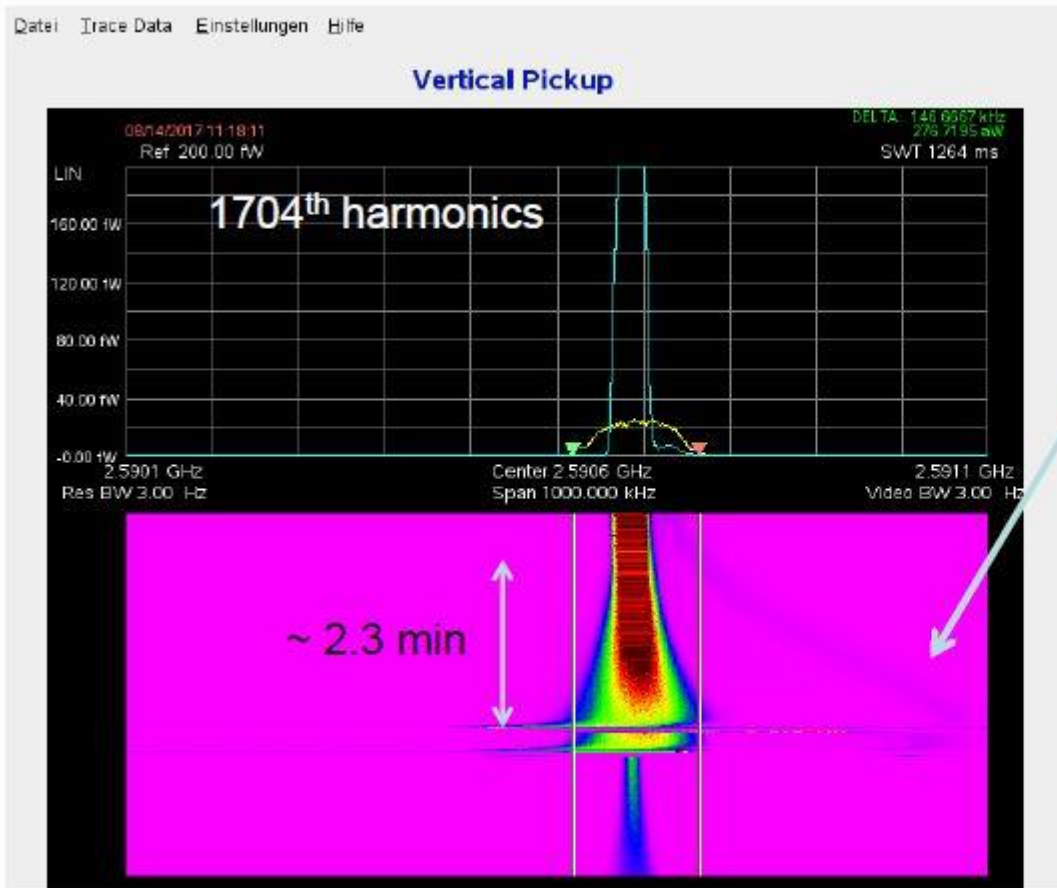 Datei Trace Data Einstellungen Hilfe
Vertical Pickup
08/14/2017 11:18:11
DELTA: 146.6667 kHz
276.7195 aW
Ref 200.00 fW
SWT 1264 ms
LIN
1704th harmonics
160.00 fW
120.00 fW
80.00 fW
40.00 fW
-0.00 fW
2.5901 GHz Center 2.5906 GHz 2.5911 GHz
Res BW 3.00 Hz Span 1000.000 kHz Video BW 3.00 Hz
~ 2.3 min